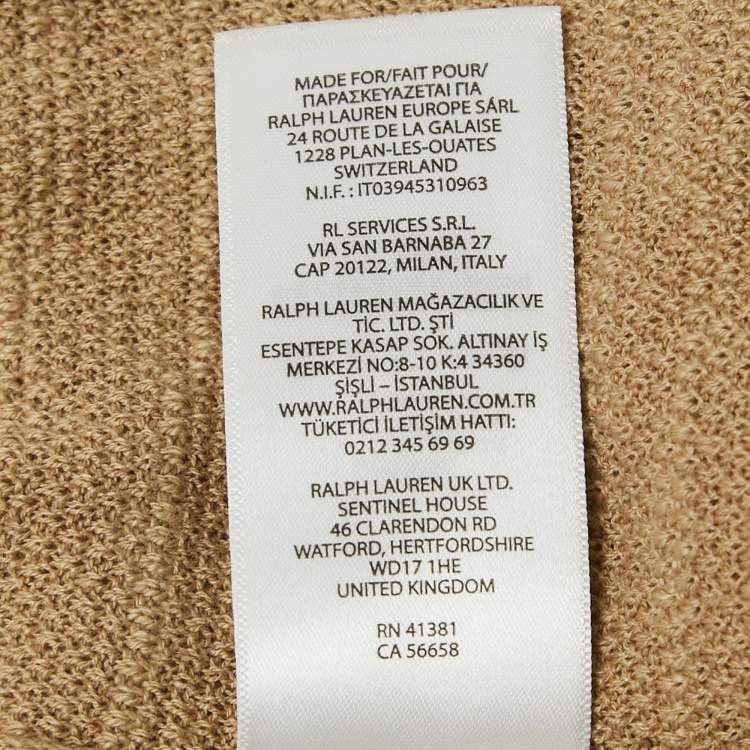 MADE FOR/FAIT POUR/
ΠΑΡΑΣΚΕΥΑΖΕΤΑΙ ΓΙΑ
RALPH LAUREN EUROPE SÁRL
24 ROUTE DE LA GALAISE
1228 PLAN-LES-OUATES
SWITZERLAND
N.I.F. : IT03945310963
RL SERVICES S.R.L.
VIA SAN BARNABA 27
CAP 20122, MILAN, ITALY
RALPH LAUREN MAĞAZACILIK VE
TİC. LTD. ŞTİ
ESENTEPE KASAP SOK. ALTINAY İŞ
MERKEZİ NO:8-10 K:4 34360
ŞİŞLİ – İSTANBUL
WWW.RALPHLAUREN.COM.TR
TÜKETİCİ İLETİŞİM HATTI:
0212 345 69 69
RALPH LAUREN UK LTD.
SENTINEL HOUSE
46 CLARENDON RD
WATFORD, HERTFORDSHIRE
WD17 1HE
UNITED KINGDOM
RN 41381
CA 56658